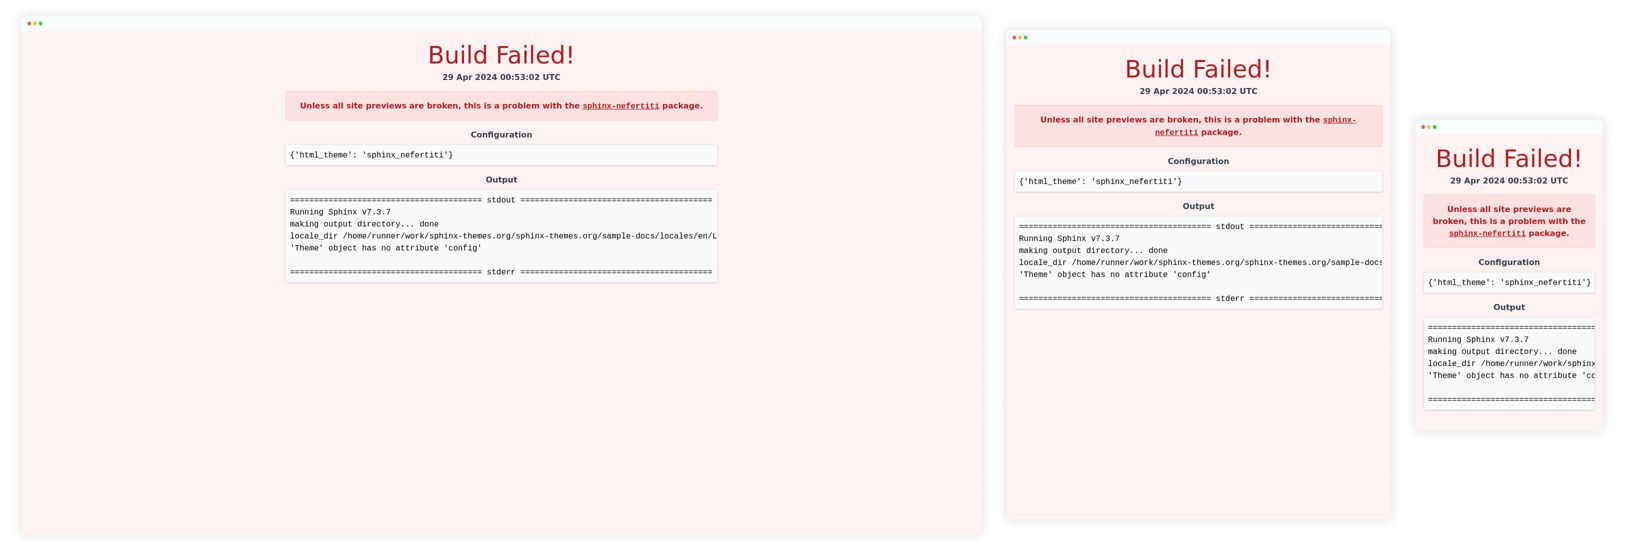 Build Failed!
29 Apr 2024 00:53:02 UTC
Unless all site previews are broken, this is a problem with the sphinx-nefertiti package.
Configuration
{'html_theme': 'sphinx_nefertiti'}
Output
======================================== stdout ========================================
Running Sphinx v7.3.7
making output directory... done
locale_dir /home/runner/work/sphinx-themes.org/sphinx-themes.org/sample-docs/locales/en/L
'Theme' object has no attribute 'config'
======================================== stderr ========================================
Build Failed!
29 Apr 2024 00:53:02 UTC
Unless all site previews are broken, this is a problem with the sphinx-
nefertiti package.
Configuration
{'html_theme': 'sphinx_nefertiti'}
Output
======================================== stdout ============================
Running Sphinx v7.3.7
making output directory... done
locale_dir /home/runner/work/sphinx-themes.org/sphinx-themes.org/sample-docs
'Theme' object has no attribute 'config'
======================================== stderr ============================
Build Failed!
29 Apr 2024 00:53:02 UTC
Unless all site previews are
broken, this is a problem with the
sphinx-nefertiti package.
Configuration
{'html_theme': 'sphinx_nefertiti'}
Output
===================================
Running Sphinx v7.3.7
making output directory... done
locale_dir /home/runner/work/sphinx
'Theme' object has no attribute 'co
===================================